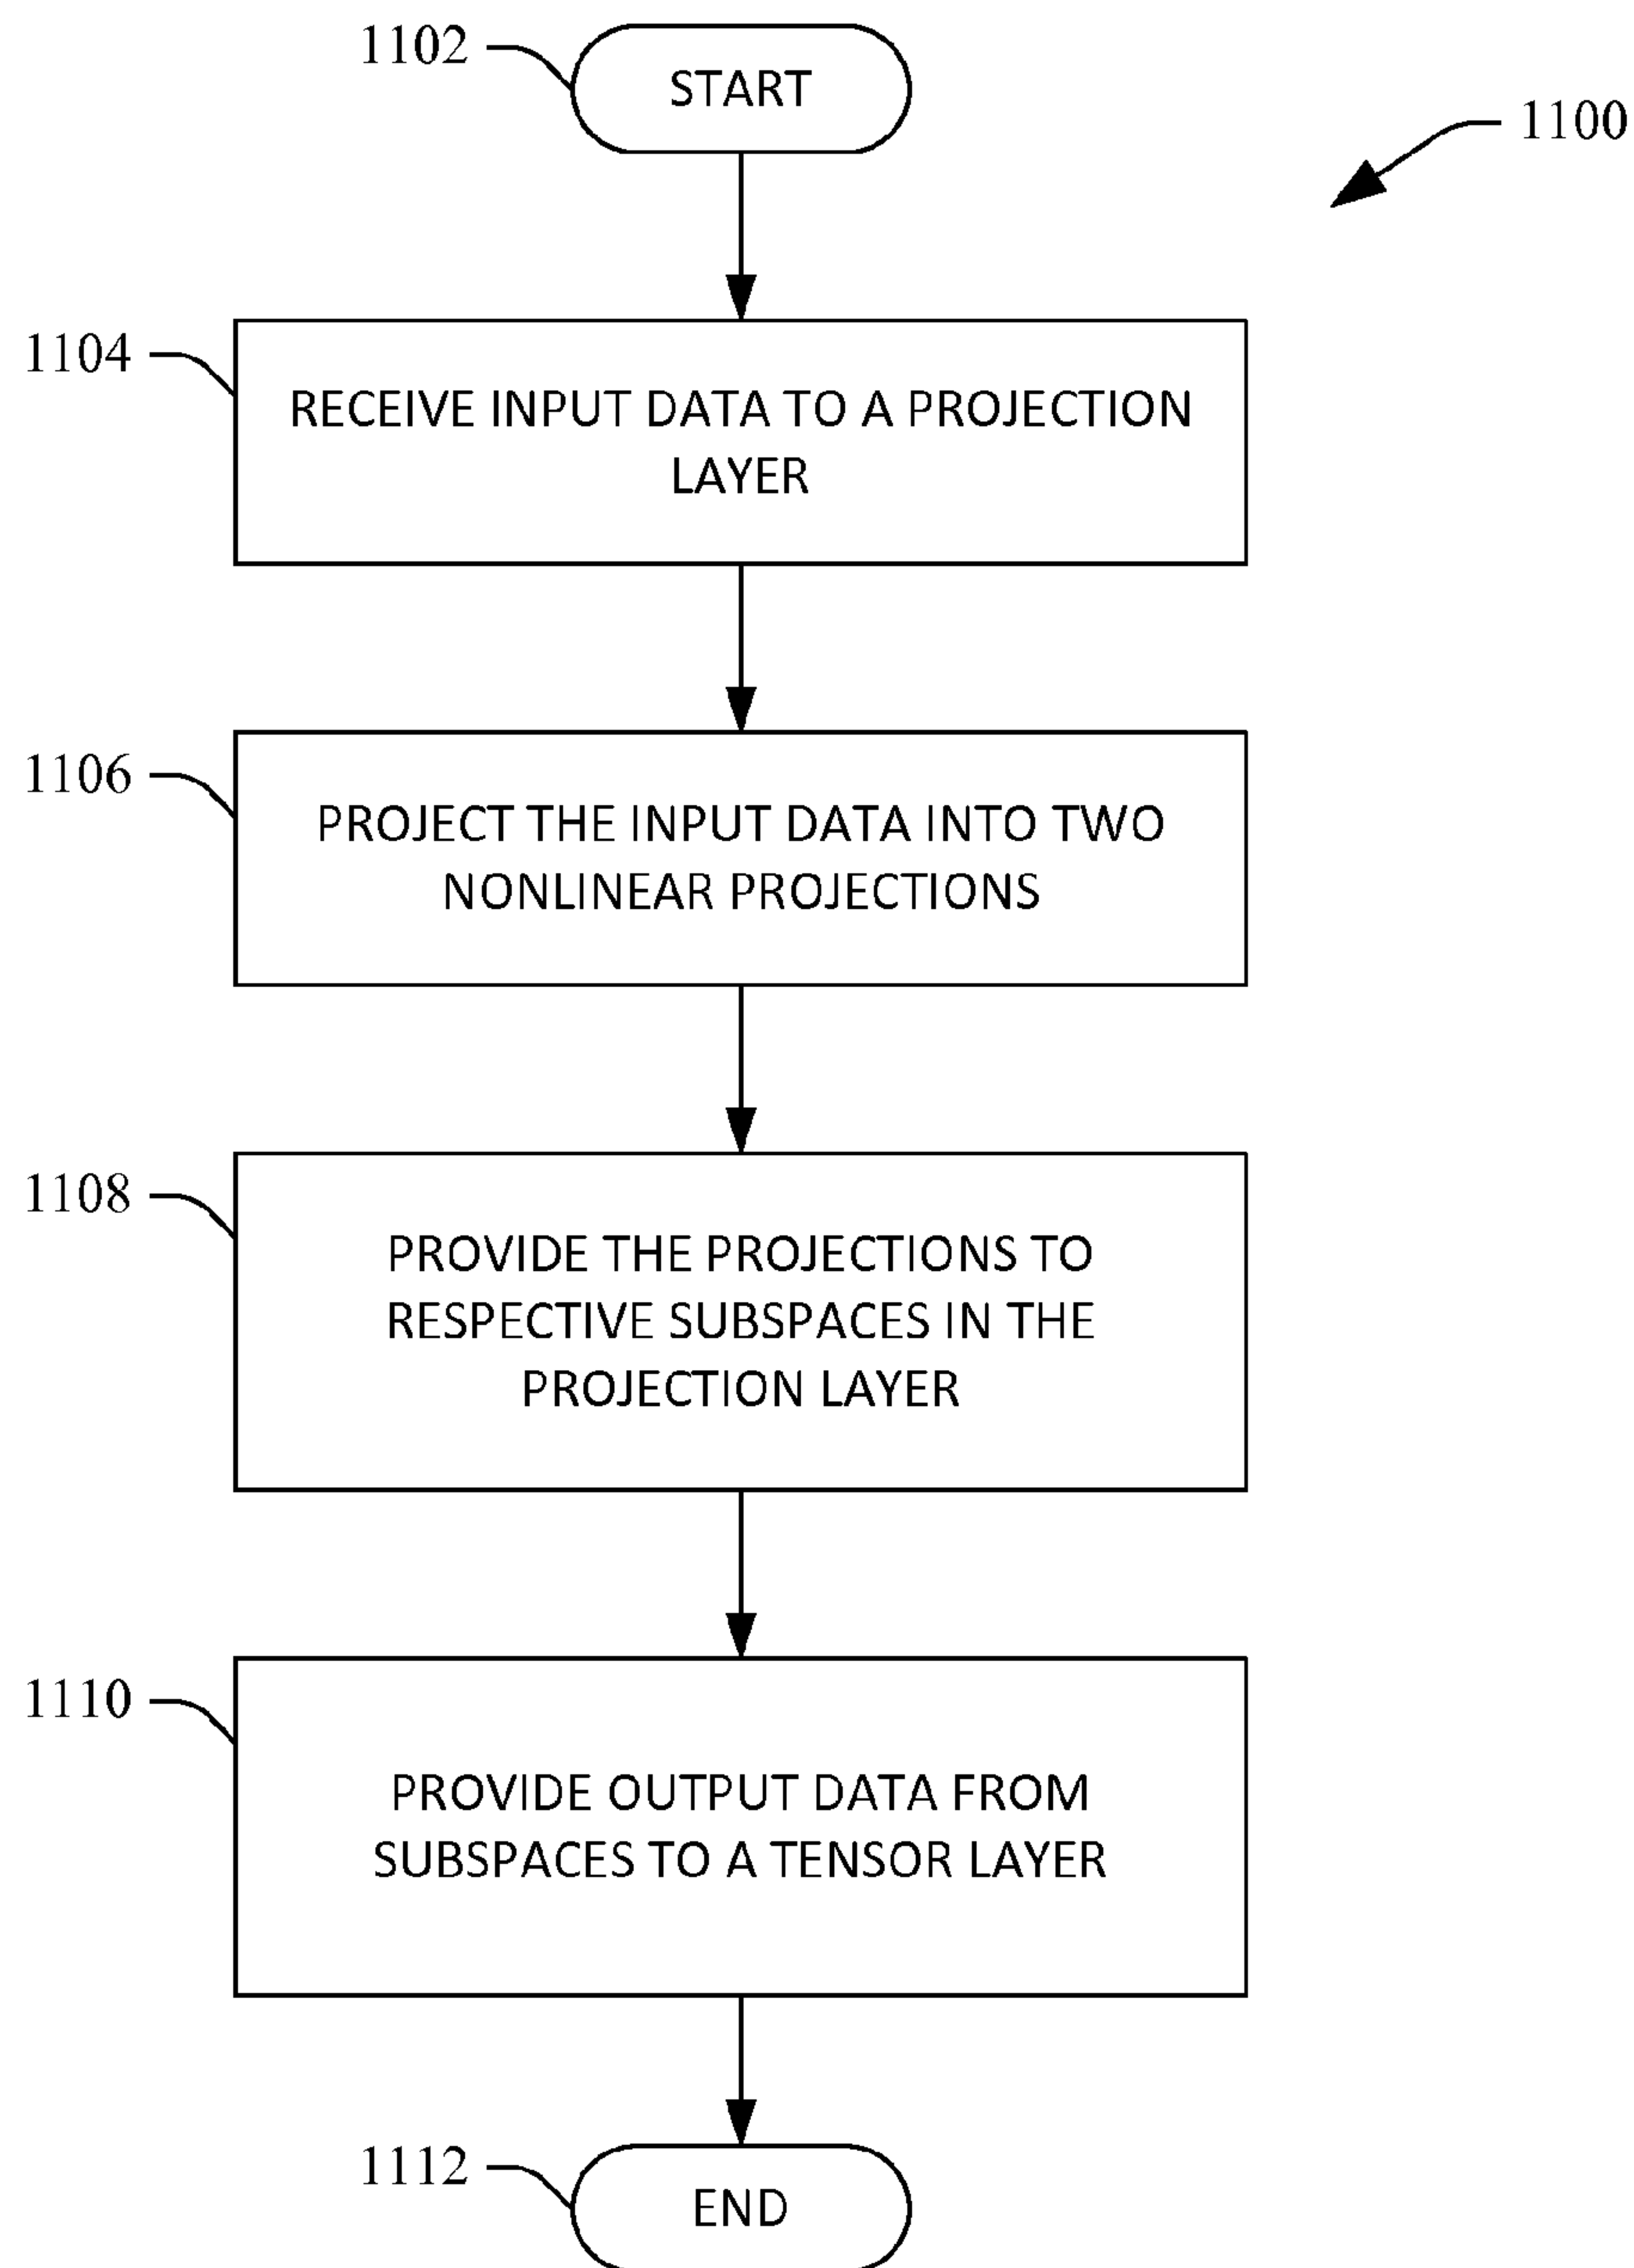 1102
START
1100
1104
RECEIVE INPUT DATA TO A PROJECTION
LAYER
1106
PROJECT THE INPUT DATA INTO TWO
NONLINEAR PROJECTIONS
1108
PROVIDE THE PROJECTIONS TO
RESPECTIVE SUBSPACES IN THE
PROJECTION LAYER
1110
PROVIDE OUTPUT DATA FROM
SUBSPACES TO A TENSOR LAYER
1112
END